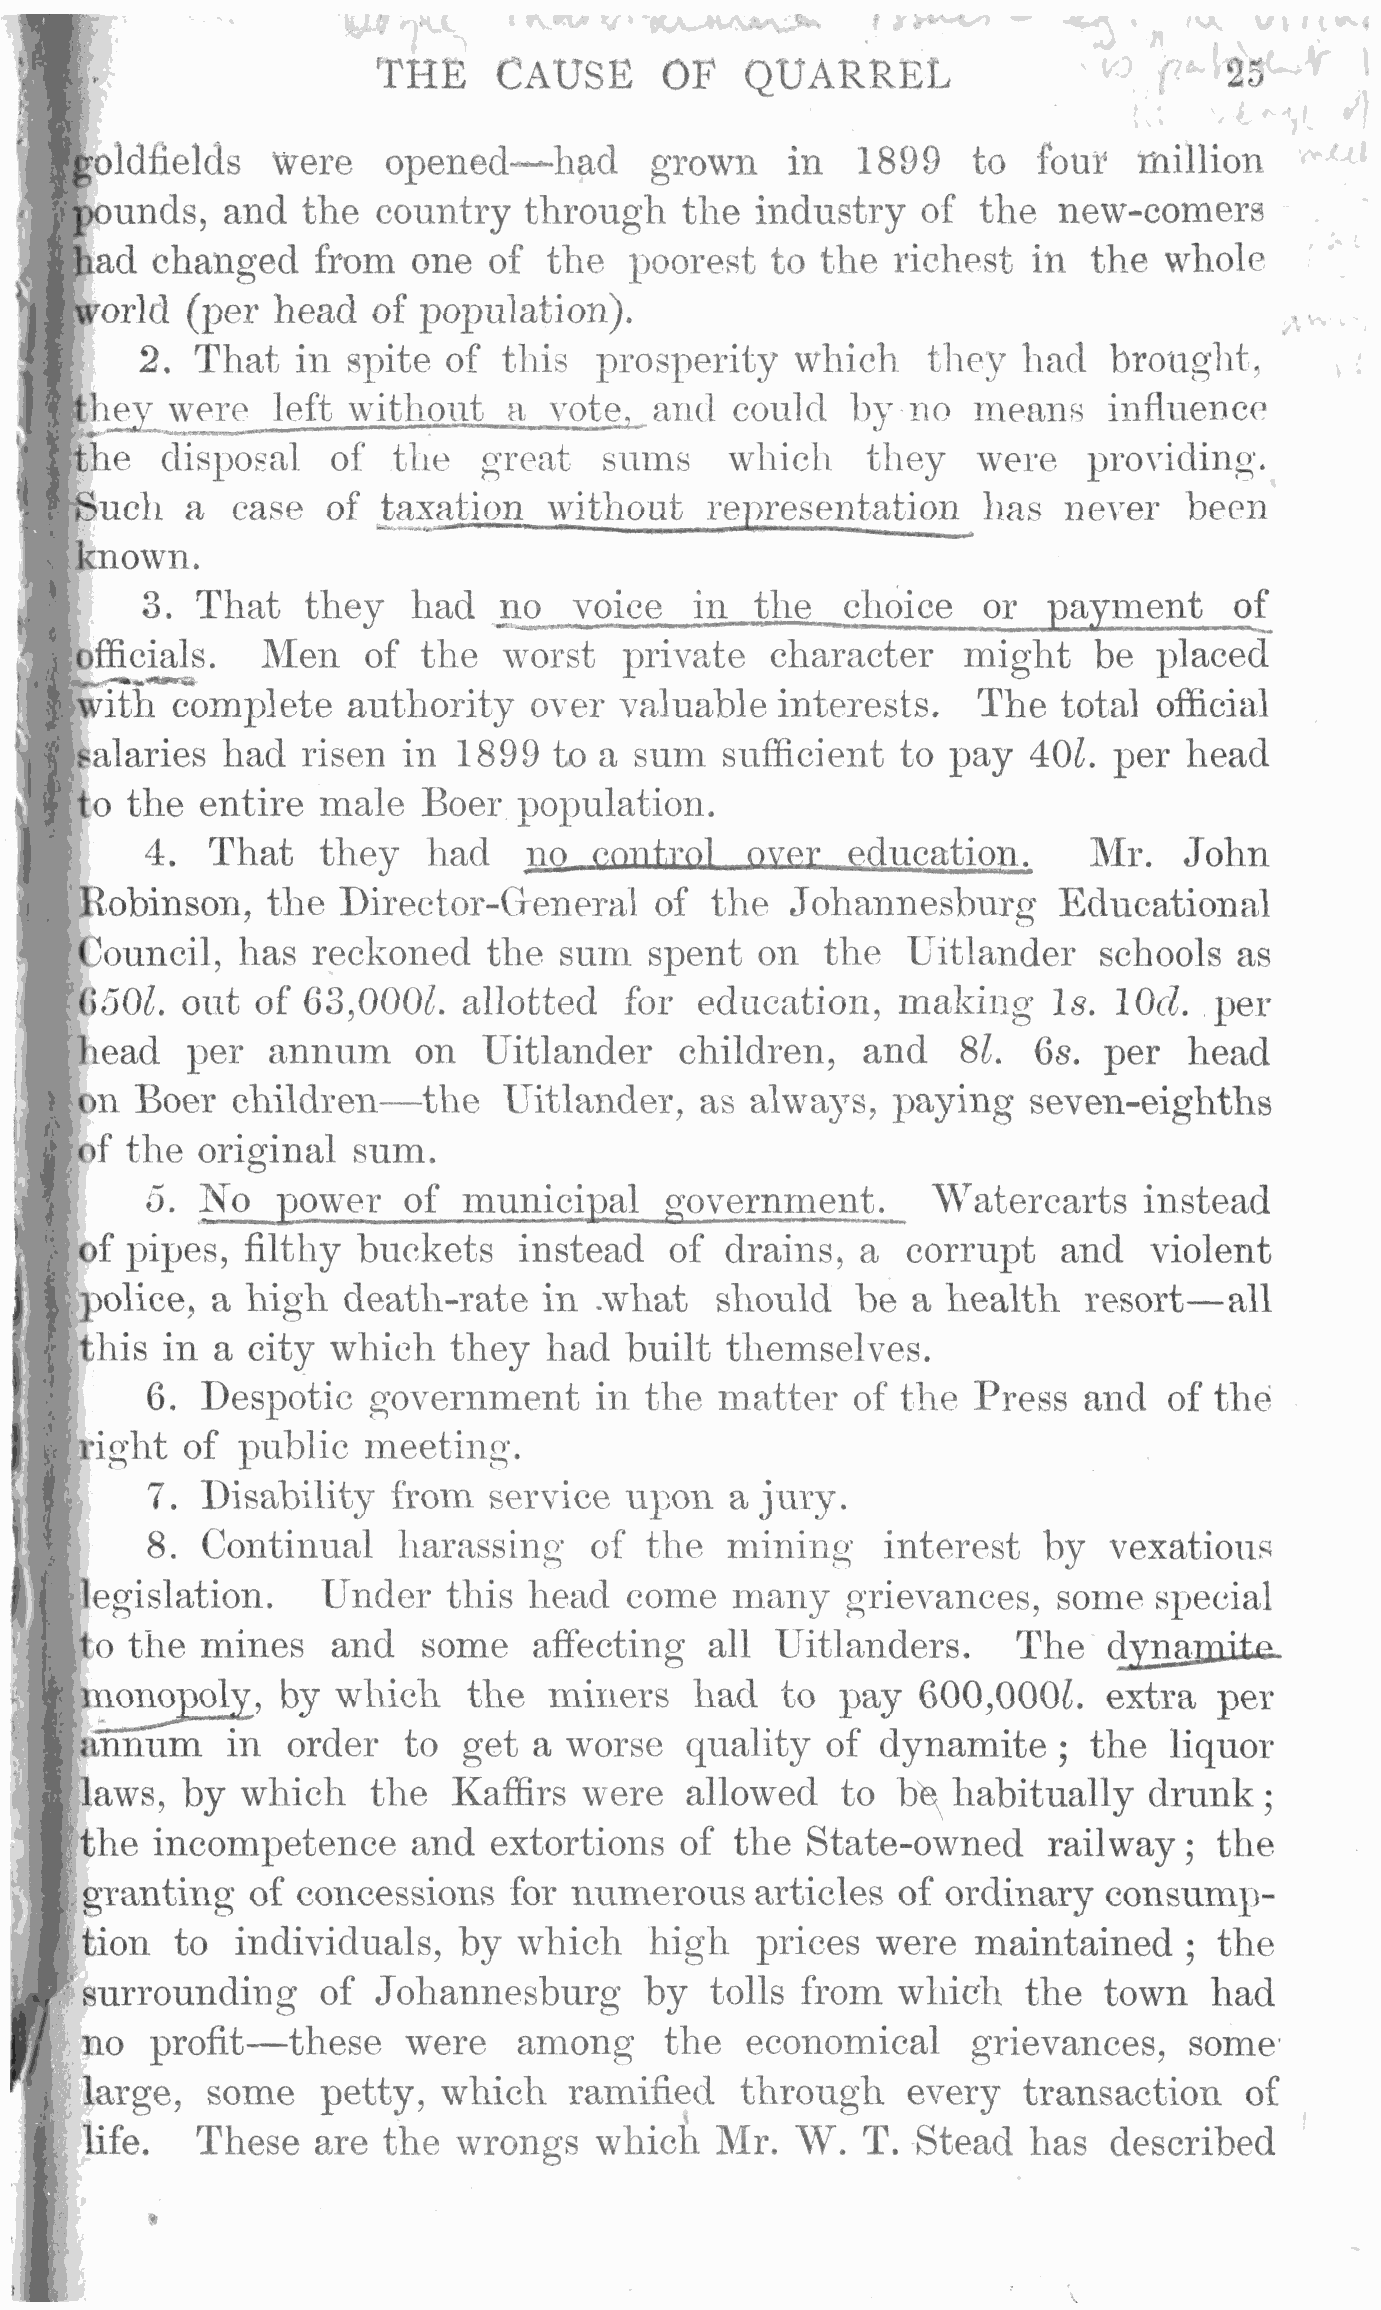 THE CAUSE OF QUARREL 25
goldfields were opened—had grown in 1899 to four million
pounds, and the country through the industry of the new-comers
had changed from one of the poorest to the richest in the whole
world (per head of population).
2. That in spite of this prosperity which they had brought,
they were left without a vote, and could by no means influence
the disposal of the great sums which they were providing.
Such a case of taxation without representation has never been
known.
3. That they had no voice in the choice or payment of
officials. Men of the worst private character might be placed
with complete authority over valuable interests. The total official
salaries had risen in 1899 to a sum sufficient to pay 40l. per head
to the entire male Boer population.
4. That they had no control over education. Mr. John
Robinson, the Director-General of the Johannesburg Educational
Council, has reckoned the sum spent on the Uitlander schools as
650l. out of 63,000l. allotted for education, making 1s. 10d. per
head per annum on Uitlander children, and 8l. 6s. per head
on Boer children—the Uitlander, as always, paying seven-eighths
of the original sum.
5. No power of municipal government. Watercarts instead
of pipes, filthy buckets instead of drains, a corrupt and violent
police, a high death-rate in what should be a health resort—all
this in a city which they had built themselves.
6. Despotic government in the matter of the Press and of the
right of public meeting.
7. Disability from service upon a jury.
8. Continual harassing of the mining interest by vexatious
legislation. Under this head come many grievances, some special
to the mines and some affecting all Uitlanders. The dynamite
monopoly, by which the miners had to pay 600,000l. extra per
annum in order to get a worse quality of dynamite; the liquor
laws, by which the Kaffirs were allowed to be habitually drunk;
the incompetence and extortions of the State-owned railway; the
granting of concessions for numerous articles of ordinary consump-
tion to individuals, by which high prices were maintained; the
surrounding of Johannesburg by tolls from which the town had
no profit—these were among the economical grievances, some
large, some petty, which ramified through every transaction of
life. These are the wrongs which Mr. W. T. Stead has described